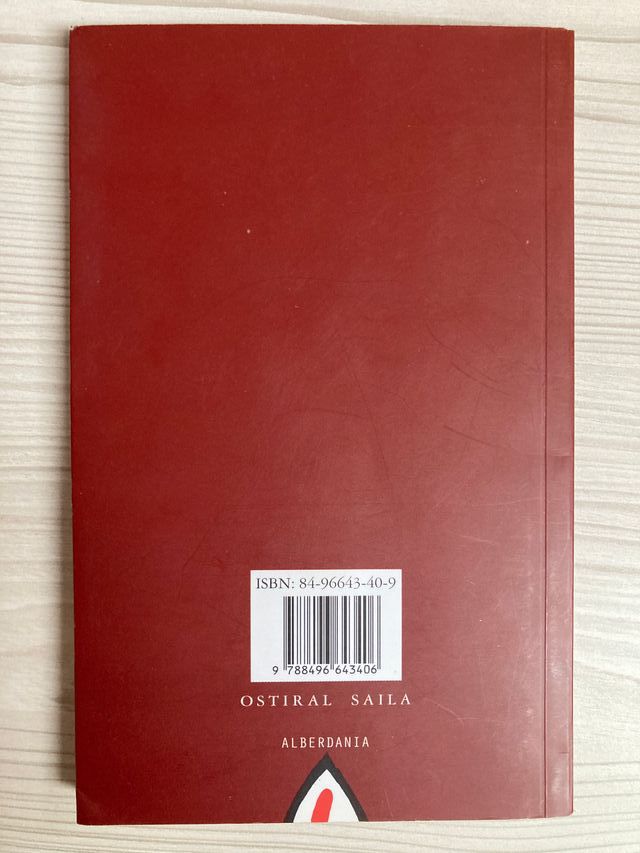 ISBN: 84-96643-40-9
9 788496 643406
OSTIRAL SAILA
ALBERDANIA